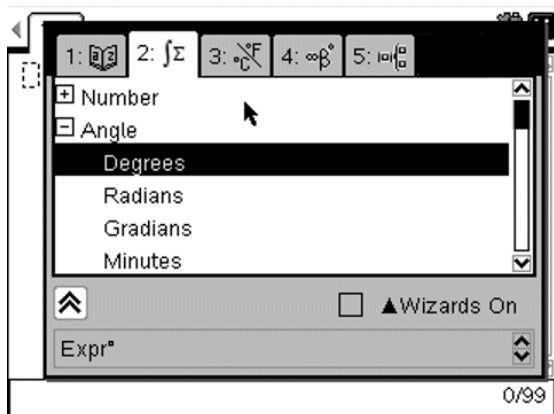 1: 2: ∫Σ 3: °C°F 4: ∞β° 5:
Number
Angle
Degrees
Radians
Gradians
Minutes
▲Wizards On
Expr°
0/99